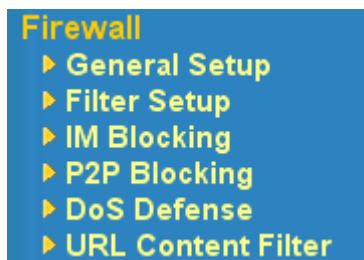 Firewall
General Setup
Filter Setup
IM Blocking
P2P Blocking
DoS Defense
URL Content Filter